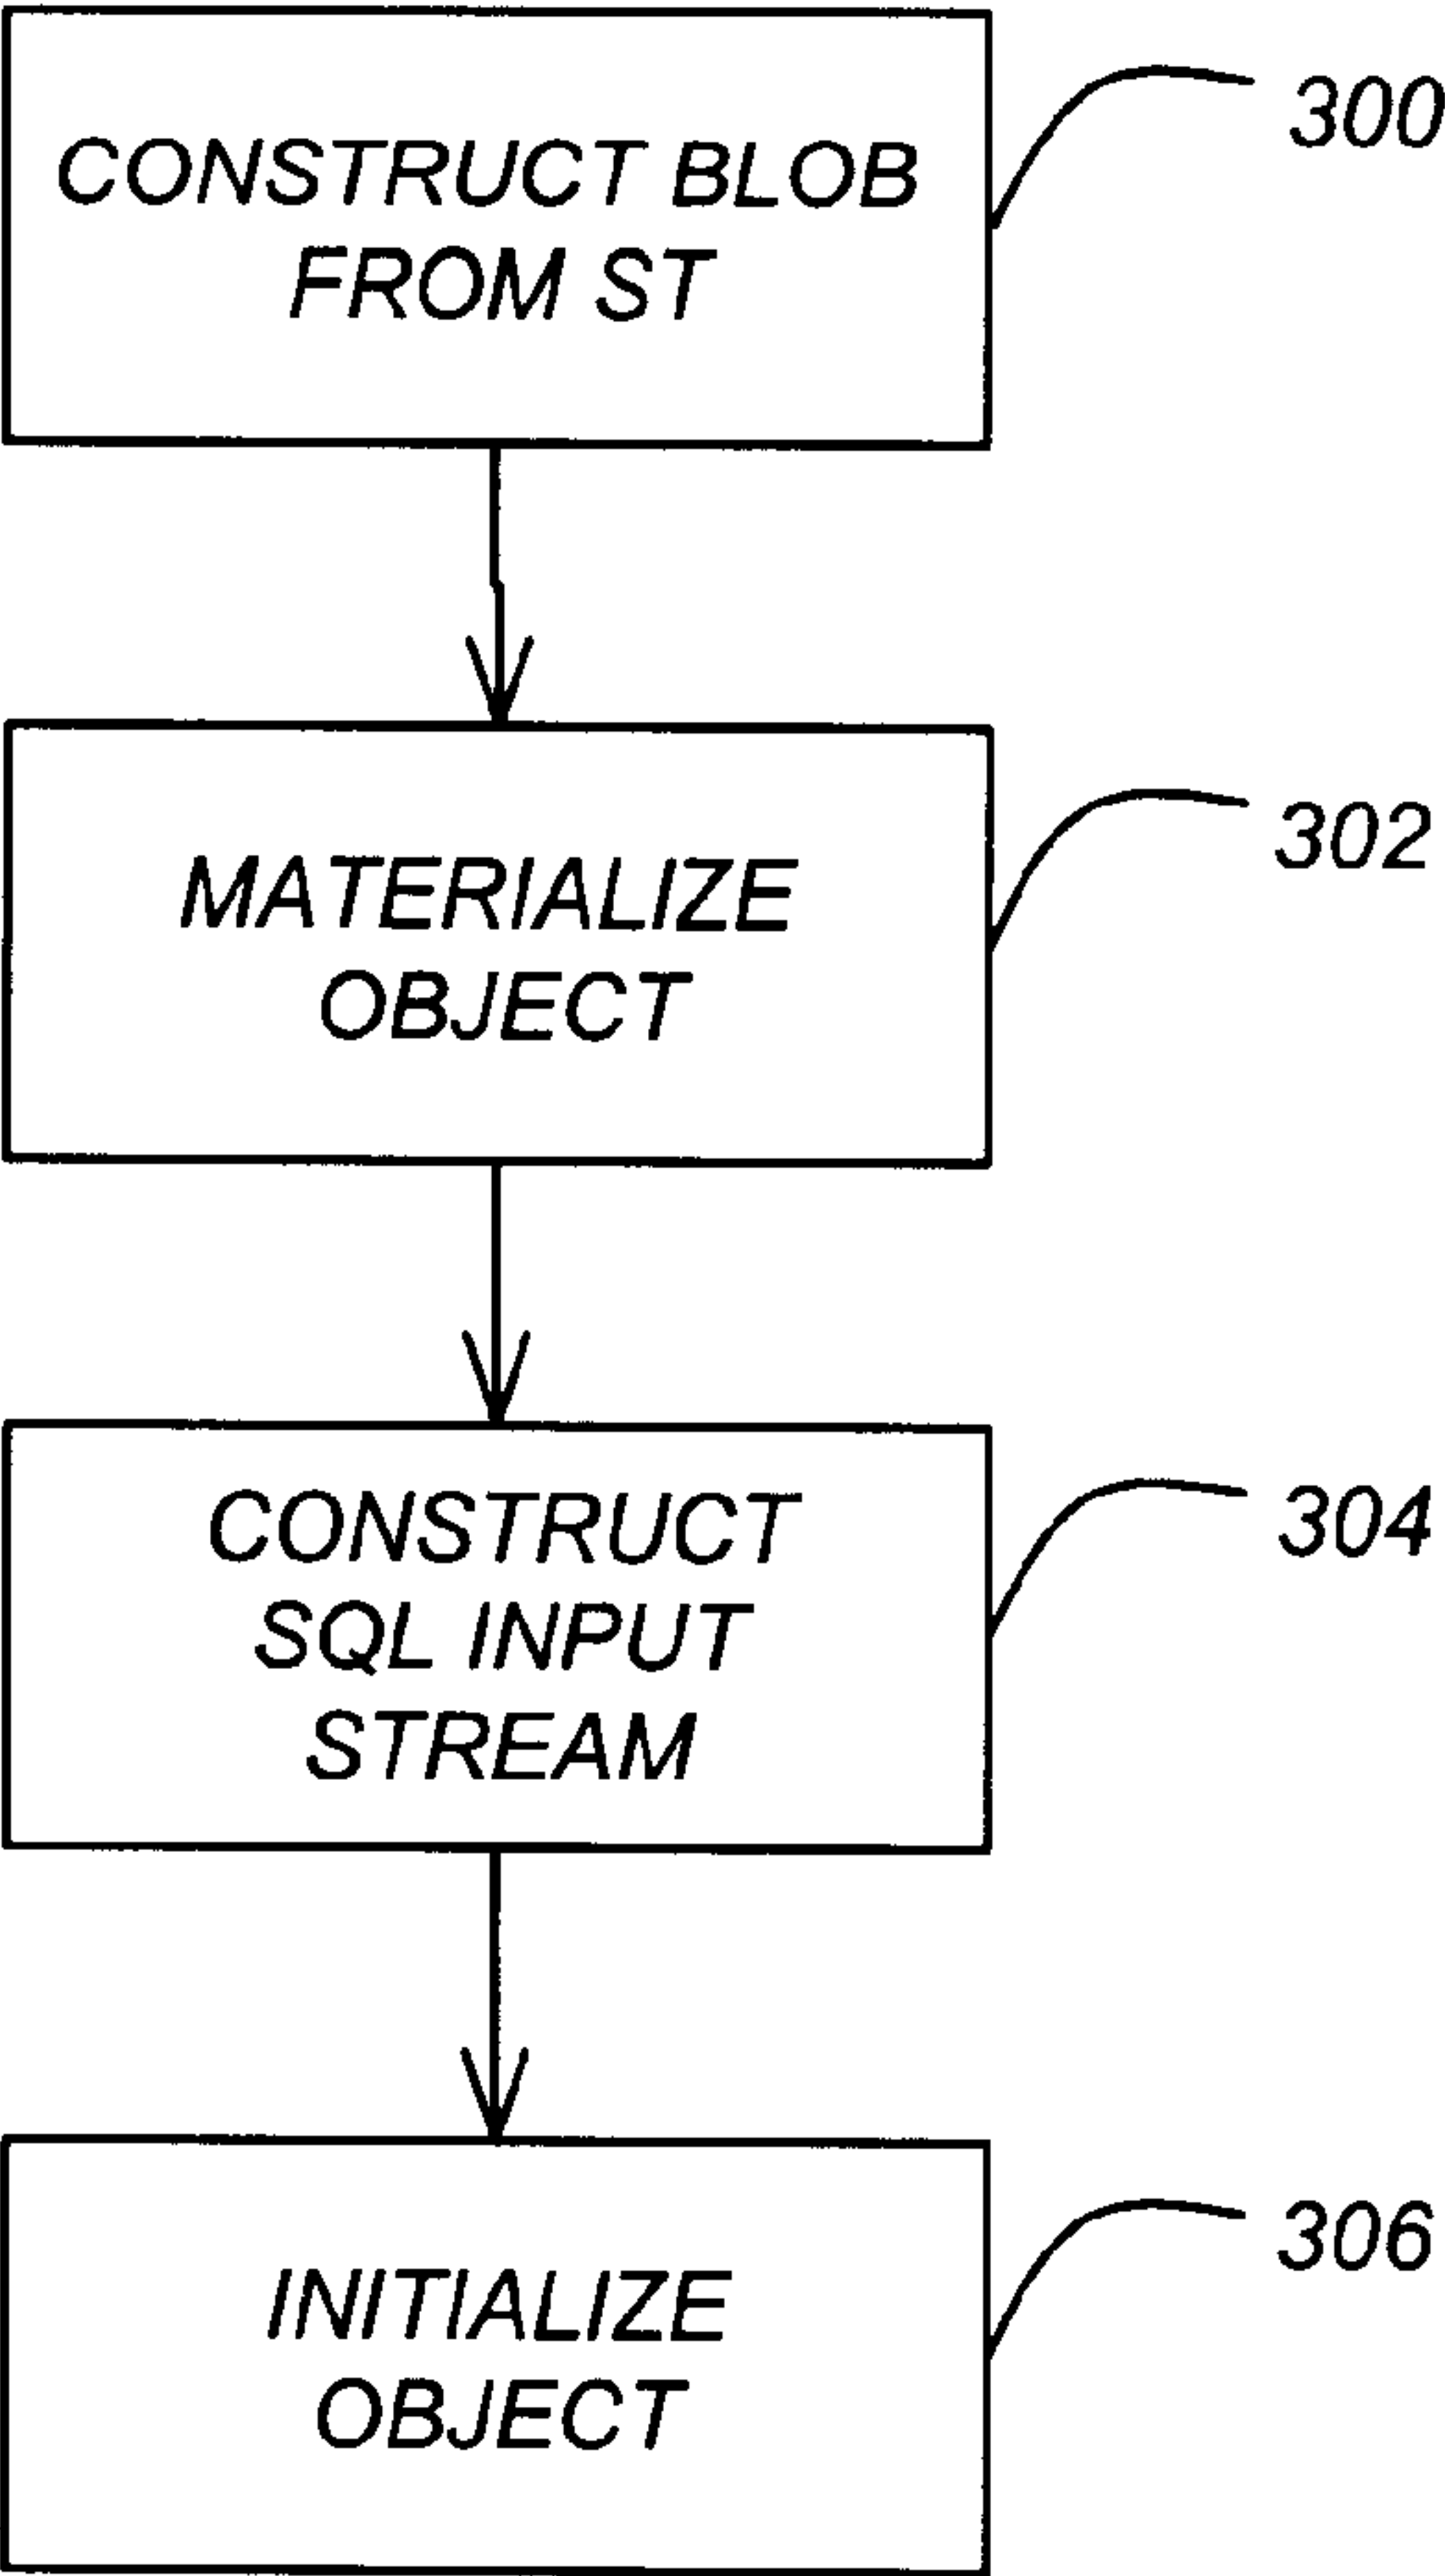 CONSTRUCT BLOB
FROM ST
300
MATERIALIZE
OBJECT
302
CONSTRUCT
SQL INPUT
STREAM
304
INITIALIZE
OBJECT
306